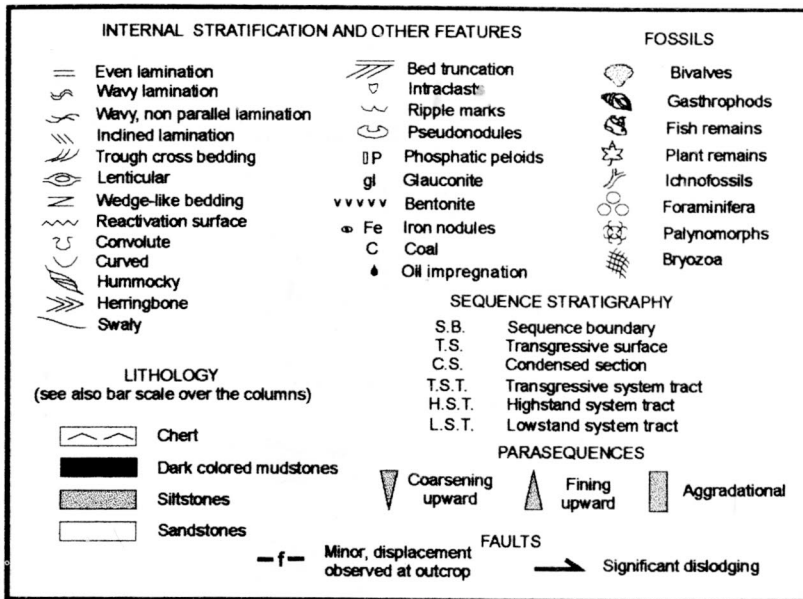 INTERNAL STRATIFICATION AND OTHER FEATURES
Even lamination
Wavy lamination
Wavy, non parallel lamination
Inclined lamination
Trough cross bedding
Lenticular
Wedge-like bedding
Reactivation surface
Convolute
Curved
Hummocky
Herringbone
Swaly
Bed truncation
Intraclasts
Ripple marks
Pseudonodules
P Phosphatic peloids
gl Glauconite
vvvvv Bentonite
Fe Iron nodules
C Coal
Oil impregnation
FOSSILS
Bivalves
Gasthrophods
Fish remains
Plant remains
Ichnofossils
Foraminifera
Palynomorphs
Bryozoa
SEQUENCE STRATIGRAPHY
S.B. Sequence boundary
T.S. Transgressive surface
C.S. Condensed section
T.S.T. Transgressive system tract
H.S.T. Highstand system tract
L.S.T. Lowstand system tract
LITHOLOGY
(see also bar scale over the columns)
Chert
Dark colored mudstones
Siltstones
Sandstones
PARASEQUENCES
Coarsening
upward
Fining
upward
Aggradational
FAULTS
f Minor, displacement
observed at outcrop
Significant dislodging